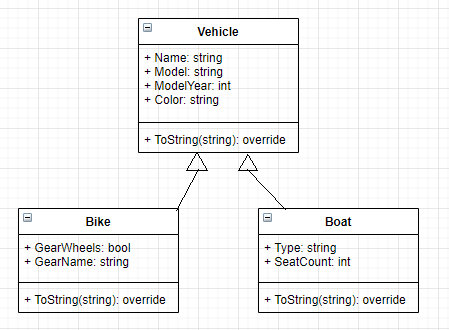 Vehicle
+ Name: string
+ Model: string
+ ModelYear: int
+ Color: string
+ ToString(string): override
Bike
+ GearWheels: bool
+ GearName: string
+ ToString(string): override
Boat
+ Type: string
+ SeatCount: int
+ ToString(string): override